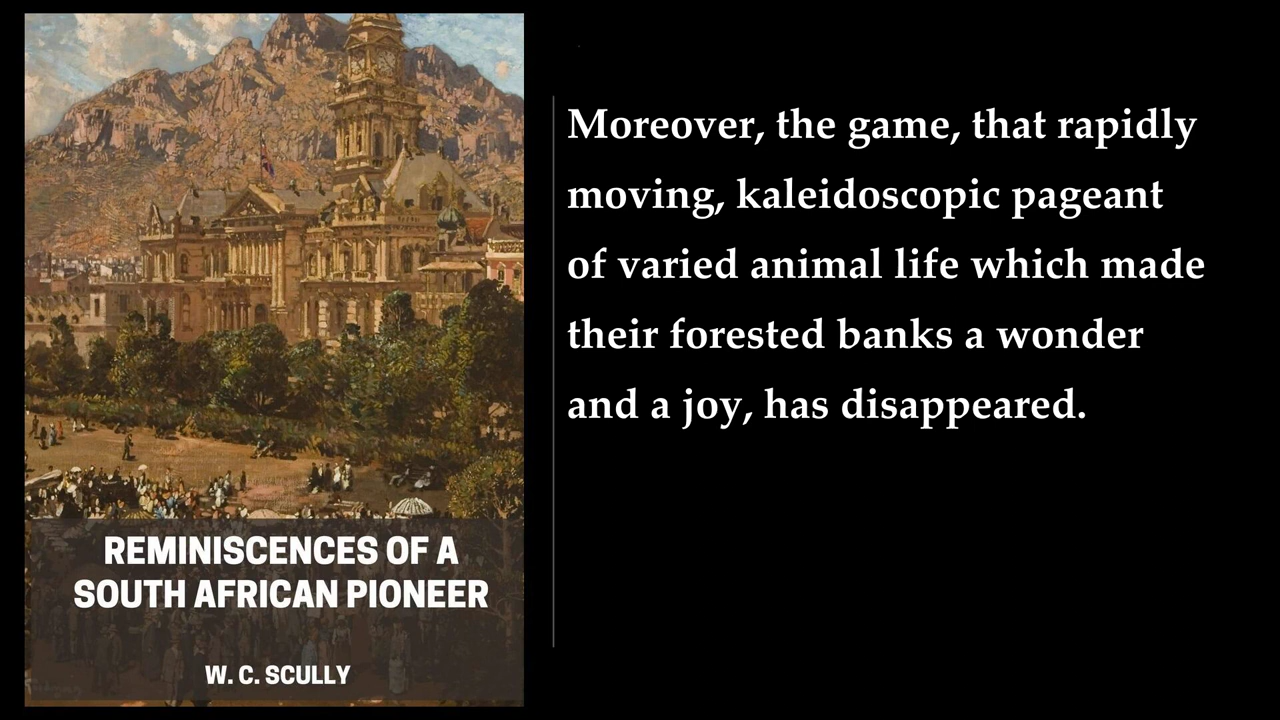 Moreover, the game, that rapidly
moving, kaleidoscopic pageant
of varied animal life which made
their forested banks a wonder
and a joy, has disappeared.
REMINISCENCES OF A
SOUTH AFRICAN PIONEER
W. C. SCULLY